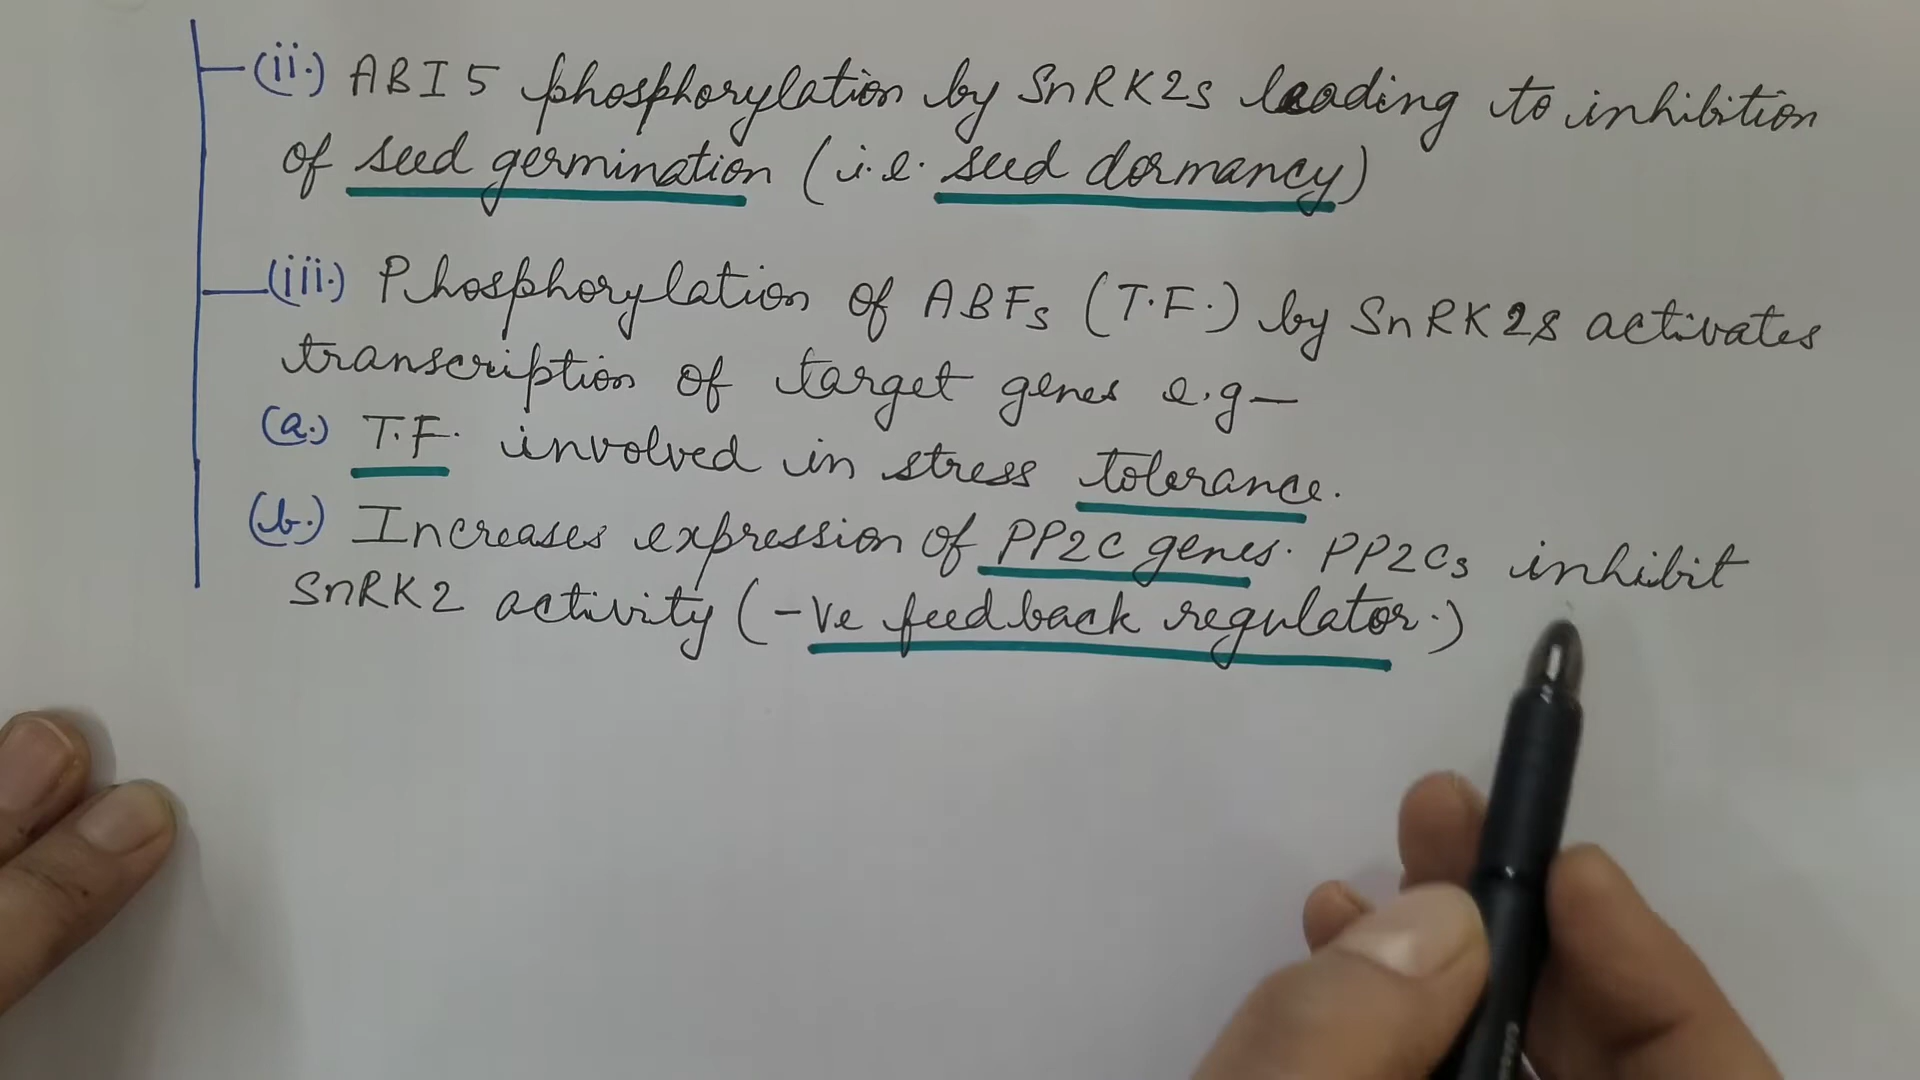 (ii.) ABI5 phosphorylation by SnRK2s leading to inhibition
of seed germination (i.e. seed dormancy)
(iii.) Phosphorylation of ABFs (T.F.) by SnRK2s activates
transcription of target genes e.g—
(a.) T.F. involved in stress tolerance.
(b.) Increases expression of PP2C genes. PP2Cs inhibit
SnRK2 activity (-ve feedback regulator.)